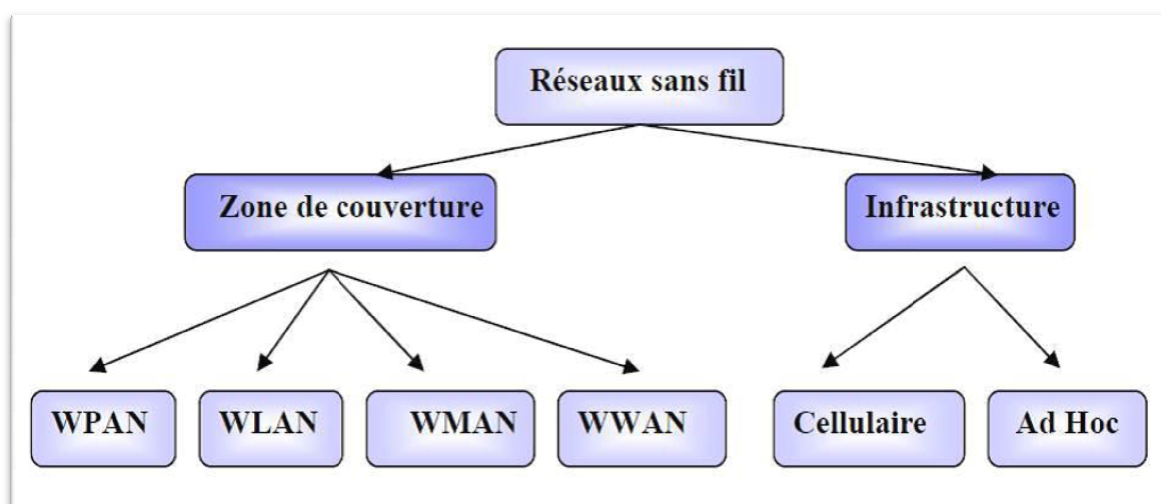 Réseaux sans fil
Zone de couverture
Infrastructure
WPAN
WLAN
WMAN
WWAN
Cellulaire
Ad Hoc